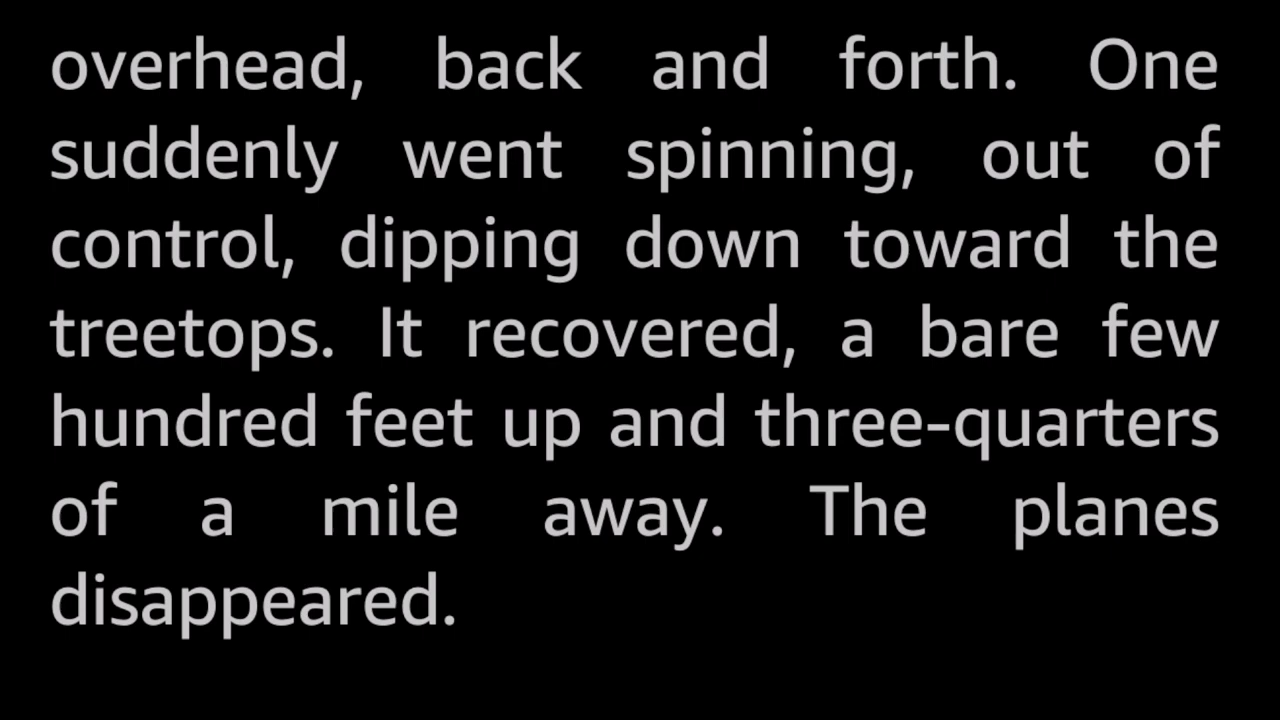 overhead, back and forth. One
suddenly went spinning, out of
control, dipping down toward the
treetops. It recovered, a bare few
hundred feet up and three-quarters
of a mile away. The planes
disappeared.